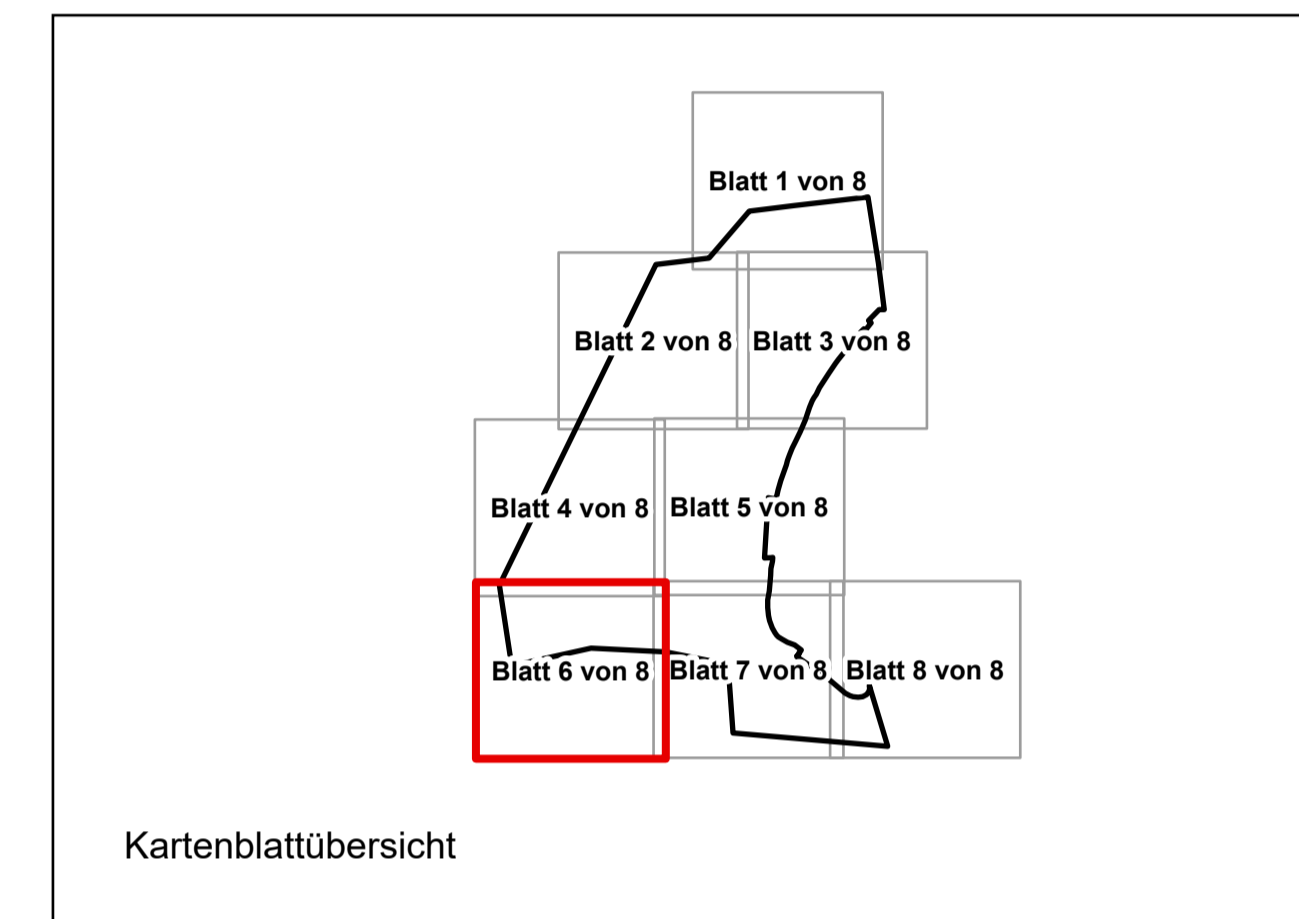 Blatt 1 von 8
Blatt 2 von 8
Blatt 3 von 8
Blatt 4 von 8
Blatt 5 von 8
Blatt 6 von 8
Blatt 7 von 8
Blatt 8 von 8
Kartenblattübersicht